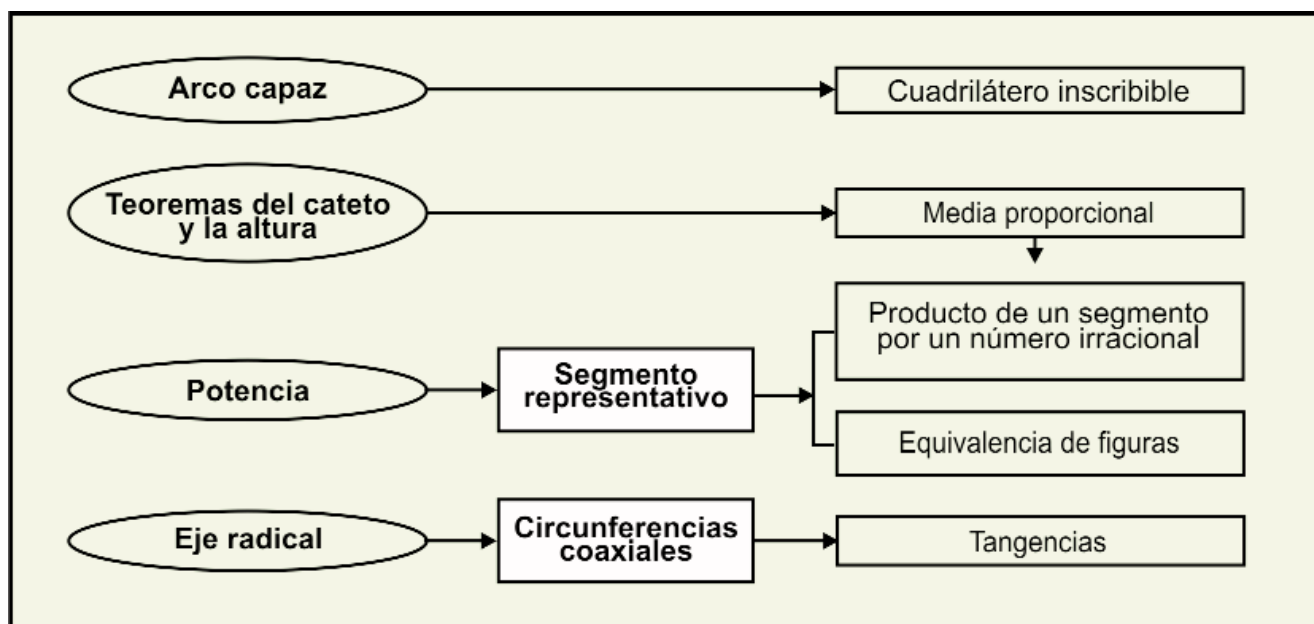 Arco capaz
Cuadrilátero inscribible
Teoremas del cateto
y la altura
Media proporcional
Producto de un segmento
por un número irracional
Potencia
Segmento
representativo
Equivalencia de figuras
Eje radical
Circunferencias
coaxiales
Tangencias